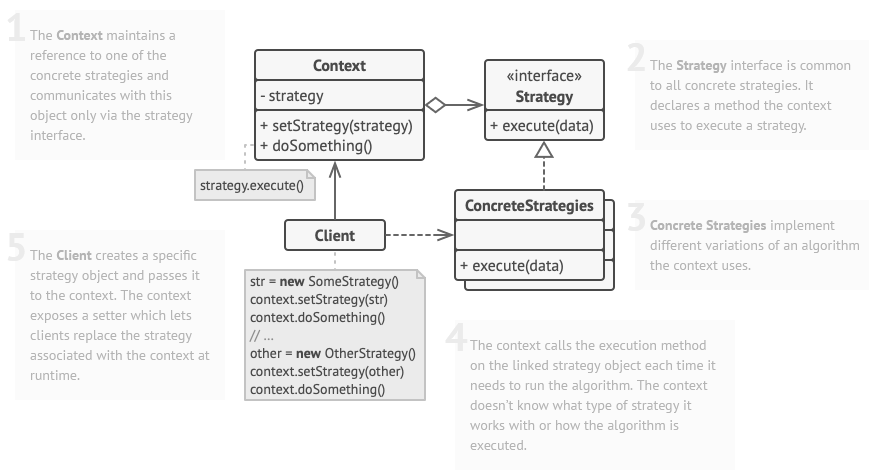 1
The Context maintains a
reference to one of the
concrete strategies and
communicates with this
object only via the strategy
interface.
Context
- strategy
+ setStrategy(strategy)
+ doSomething()
strategy.execute()
«interface»
Strategy
+ execute(data)
2
The Strategy interface is common
to all concrete strategies. It
declares a method the context
uses to execute a strategy.
Client
ConcreteStrategies
+ execute(data)
3
Concrete Strategies implement
different variations of an algorithm
the context uses.
5
The Client creates a specific
strategy object and passes it
to the context. The context
exposes a setter which lets
clients replace the strategy
associated with the context at
runtime.
str = new SomeStrategy()
context.setStrategy(str)
context.doSomething()
// ...
other = new OtherStrategy()
context.setStrategy(other)
context.doSomething()
4
The context calls the execution method
on the linked strategy object each time it
needs to run the algorithm. The context
doesn't know what type of strategy it
works with or how the algorithm is
executed.